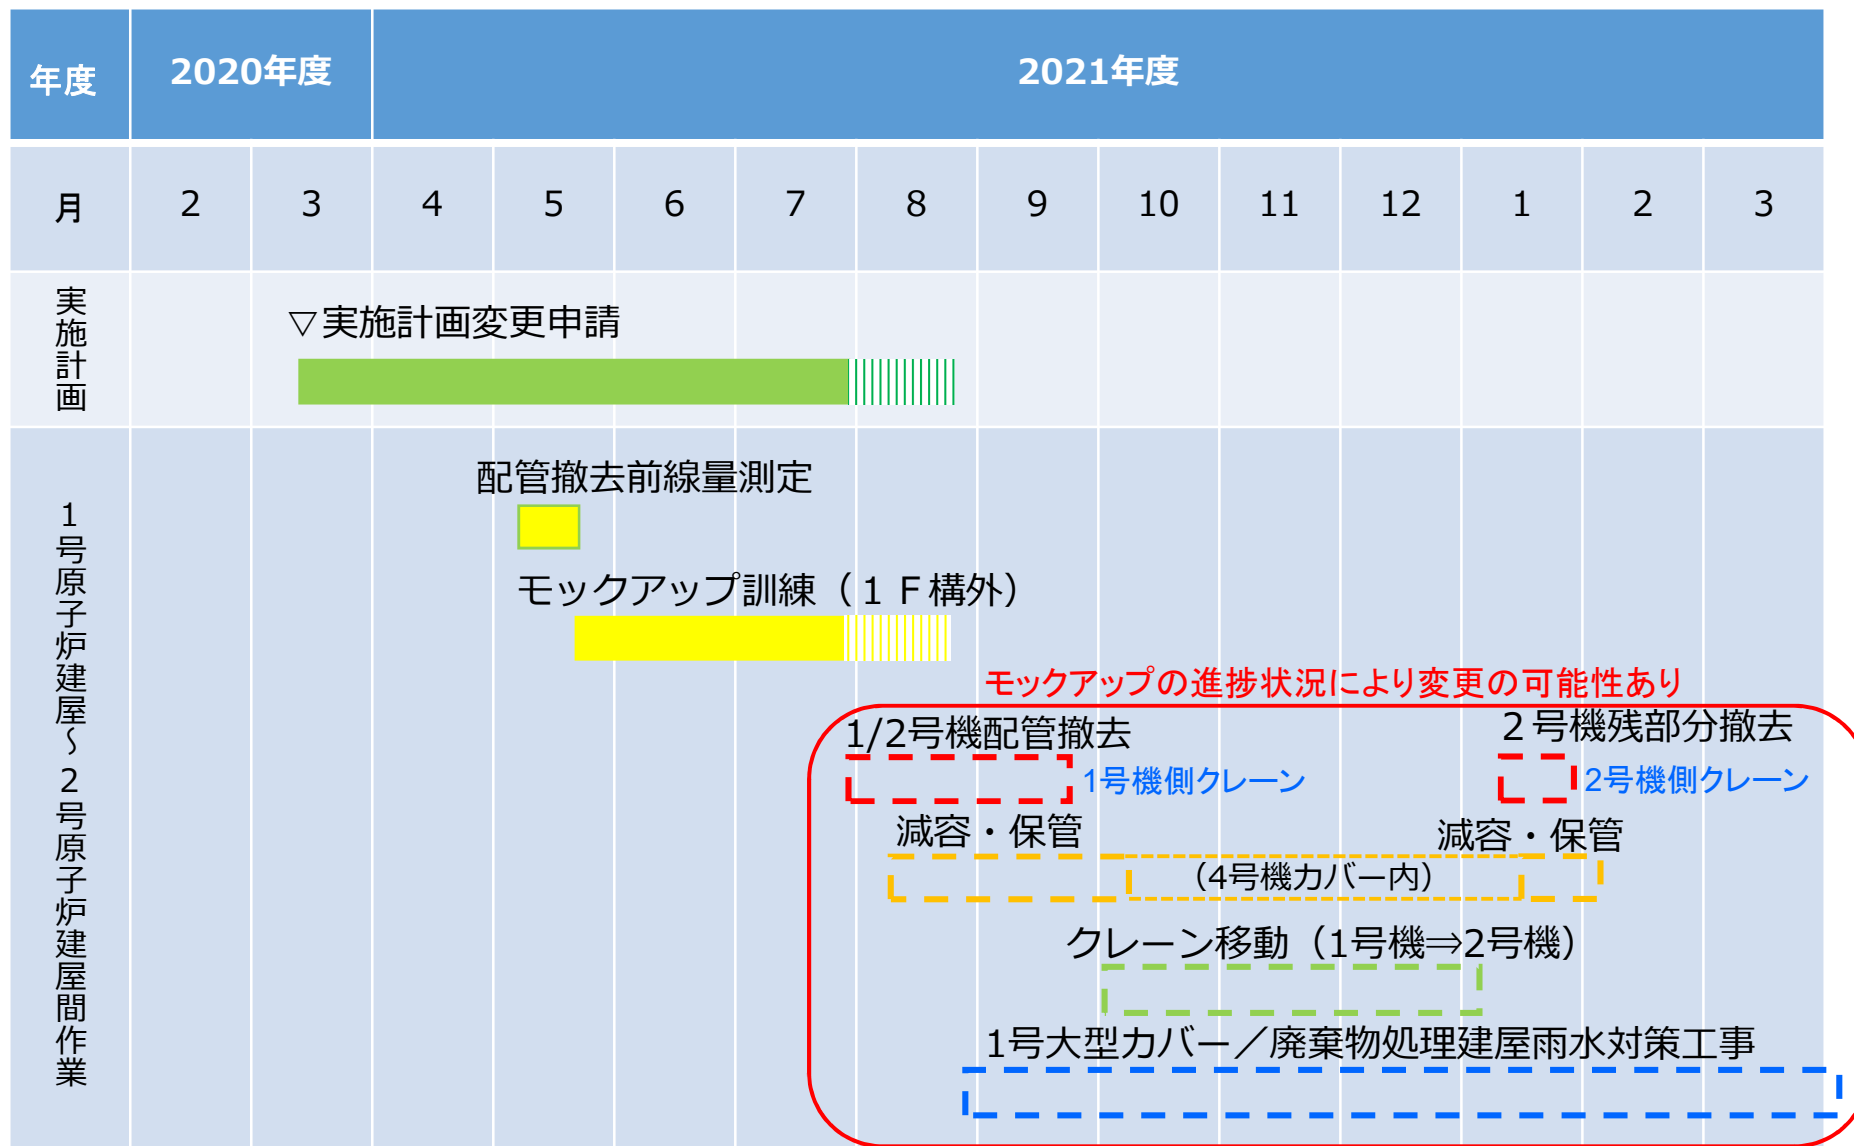 年度 2020年度 2021年度
月 2 3 4 5 6 7 8 9 10 11 12 1 2 3
実施計画
▽実施計画変更申請
1号原子炉建屋～2号原子炉建屋間作業
配管撤去前線量測定
モックアップ訓練（１Ｆ構外）
モックアップの進捗状況により変更の可能性あり
1/2号機配管撤去
２号機残部分撤去
1号機側クレーン
2号機側クレーン
減容・保管
減容・保管
（4号機カバー内）
クレーン移動（1号機⇒2号機）
1号大型カバー／廃棄物処理建屋雨水対策工事